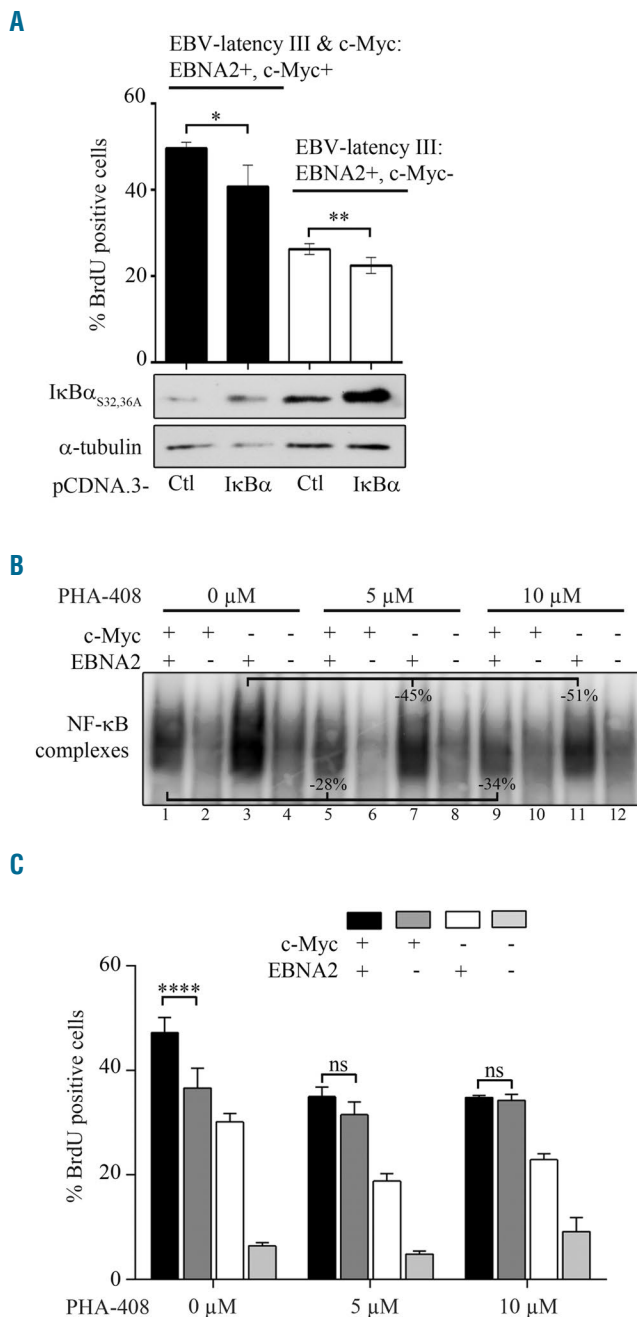 A
EBV-latency III & c-Myc:
EBNA2+, c-Myc+
60
*
EBV-latency III:
EBNA2+, c-Myc-
40
**
% BrdU positive cells
20
0
IκBα S32,36A
α-tubulin
pCDNA.3- Ctl IκBα Ctl IκBα
B
PHA-408 0 µM 5 µM 10 µM
c-Myc + + - - + + - - + + - -
EBNA2 + - + - + - + - + - + -
-45% -51%
NF-κB
complexes
-28% -34%
1 2 3 4 5 6 7 8 9 10 11 12
C
c-Myc + + - -
EBNA2 + - + -
60
****
ns ns
40
% BrdU positive cells
20
0
PHA-408 0 µM 5 µM 10 µM